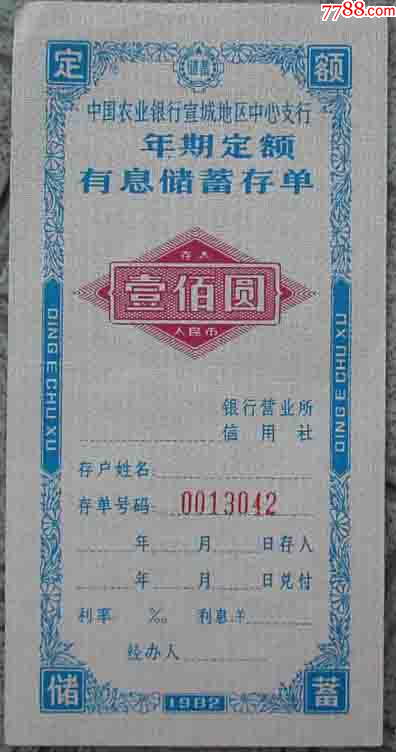 7788.com
定 额
储蓄
中国农业银行宣城地区中心支行
年期定额
有息储蓄存单
存入
壹佰圆
人民币
DING E CHU XU
DING E CHU XU
银行营业所
信用社
存户姓名
存单号码 0013042
年 月 日存入
年 月 日兑付
利率 ‰ 利息￥
经办人
储 1982 蓄